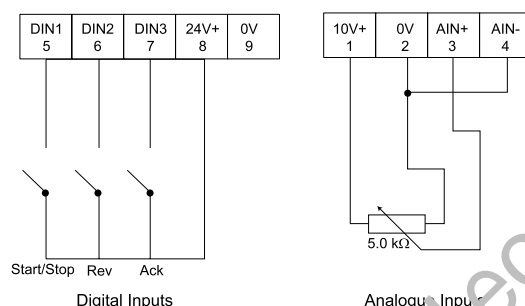 DIN1 DIN2 DIN3 24V+ 0V
5 6 7 8 9
10V+ 0V AIN+ AIN-
1 2 3 4
5.0 kΩ
Start/Stop Rev Ack
Digital Inputs
Analogue Inputs